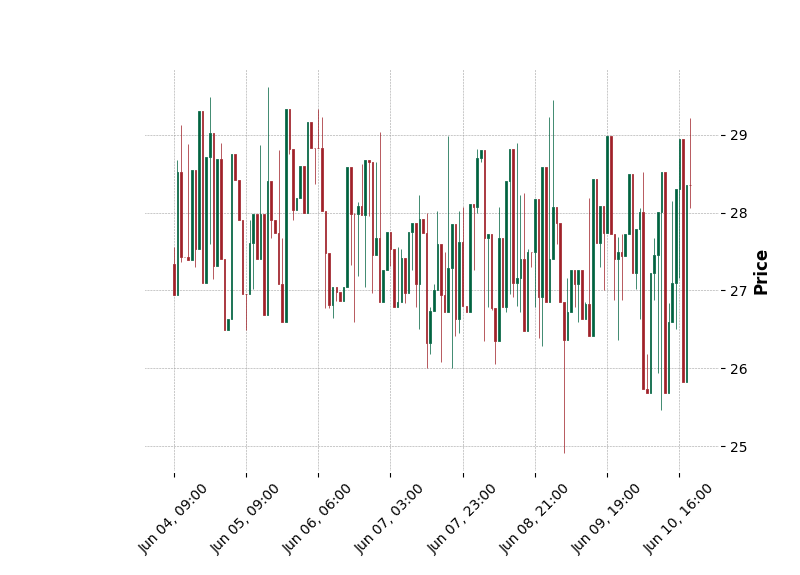 29
28
27
26
25
Price
Jun 04, 09:00
Jun 05, 09:00
Jun 06, 06:00
Jun 07, 03:00
Jun 07, 23:00
Jun 08, 21:00
Jun 09, 19:00
Jun 10, 16:00